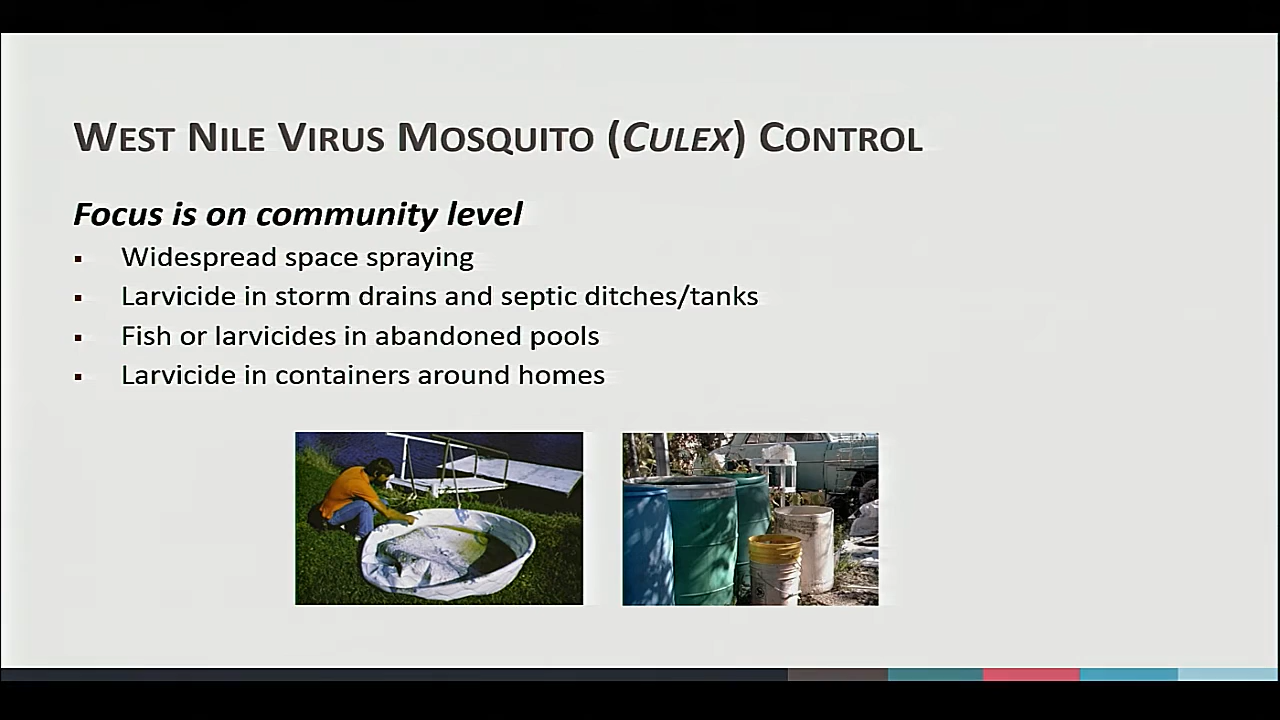 West Nile Virus Mosquito (Culex) Control
Focus is on community level
▪ Widespread space spraying
▪ Larvicide in storm drains and septic ditches/tanks
▪ Fish or larvicides in abandoned pools
▪ Larvicide in containers around homes